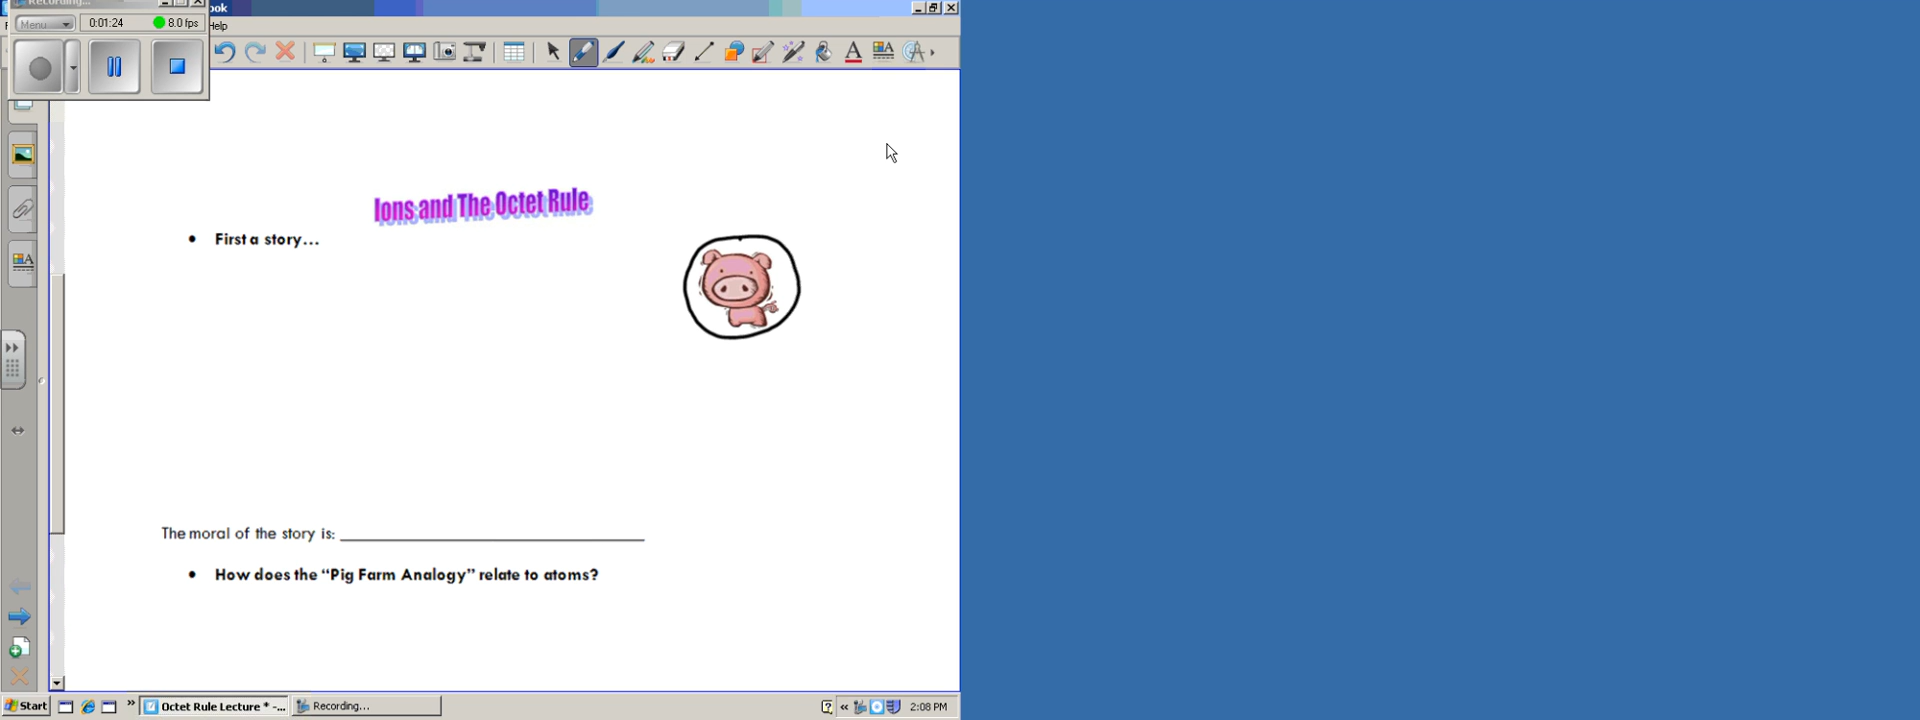 Recording...
ook
Menu
0:01:24
8.0 fps
Help
Ions and The Octet Rule
• First a story...
The moral of the story is: ______________________________
• How does the “Pig Farm Analogy” relate to atoms?
Start
»
Octet Rule Lecture * -...
Recording...
«
2:08 PM